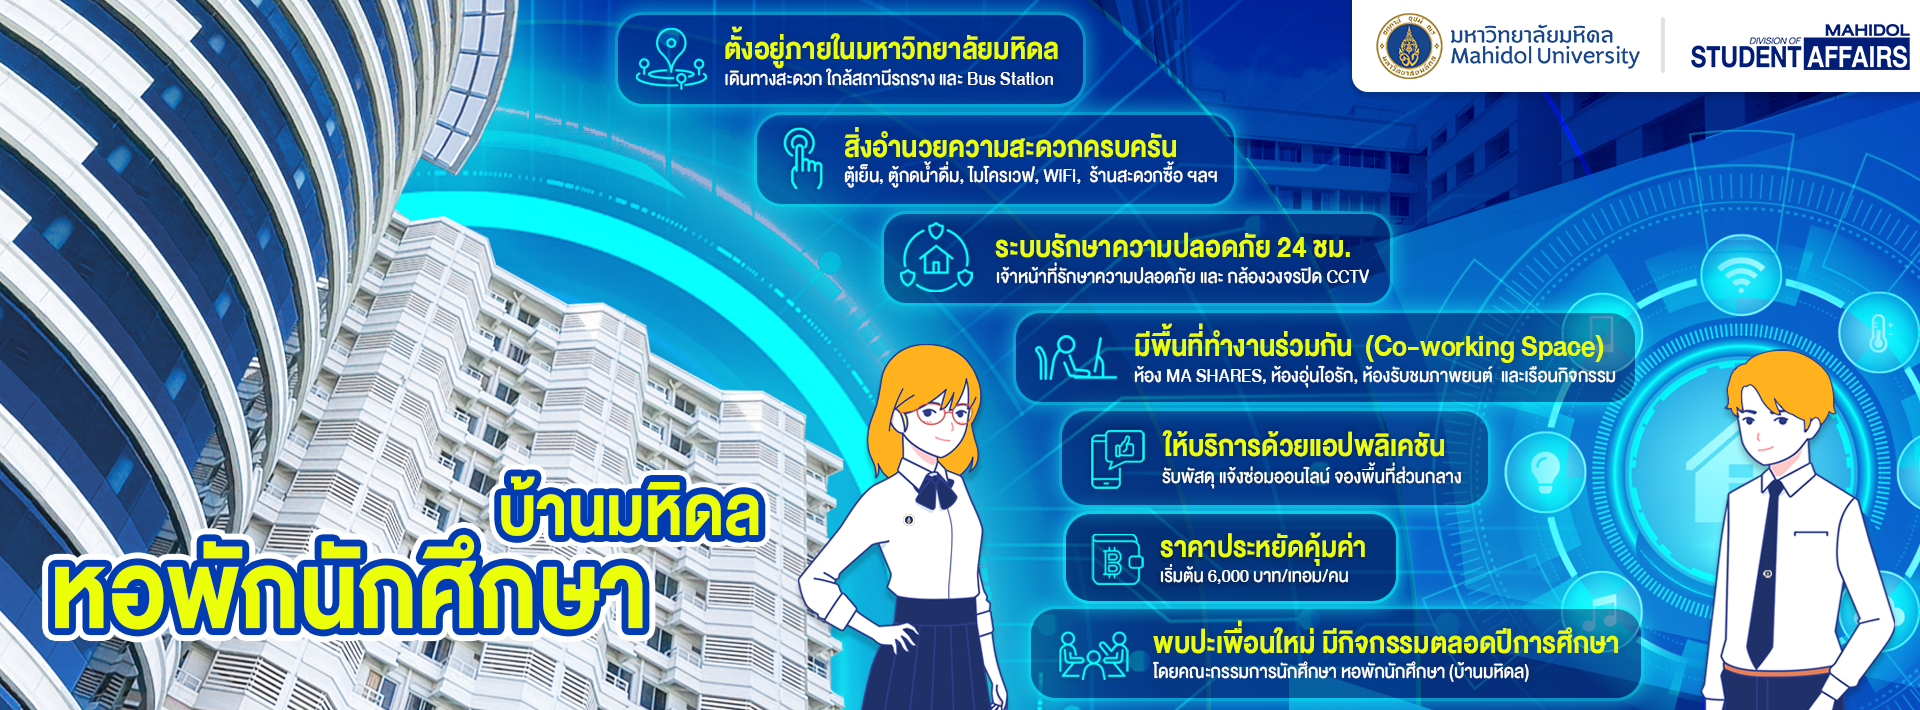 มหาวิทยาลัยมหิดล
Mahidol University
MAHIDOL
DIVISION OF
STUDENT AFFAIRS
ตั้งอยู่ภายในมหาวิทยาลัยมหิดล
เดินทางสะดวก ใกล้สถานีรถราง และ Bus Station
สิ่งอำนวยความสะดวกครบครัน
ตู้เย็น, ตู้กดน้ำดื่ม, ไมโครเวฟ, WIFI, ร้านสะดวกซื้อ ฯลฯ
ระบบรักษาความปลอดภัย 24 ชม.
เจ้าหน้าที่รักษาความปลอดภัย และ กล้องวงจรปิด CCTV
มีพื้นที่ทำงานร่วมกัน (Co-working Space)
ห้อง MA SHARES, ห้องอุ่นไอรัก, ห้องรับชมภาพยนต์ และเรือนกิจกรรม
ให้บริการด้วยแอปพลิเคชัน
รับพัสดุ แจ้งซ่อมออนไลน์ จองพื้นที่ส่วนกลาง
ราคาประหยัดคุ้มค่า
เริ่มต้น 6,000 บาท/เทอม/คน
พบปะเพื่อนใหม่ มีกิจกรรมตลอดปีการศึกษา
โดยคณะกรรมการนักศึกษา หอพักนักศึกษา (บ้านมหิดล)
บ้านมหิดล
หอพักนักศึกษา